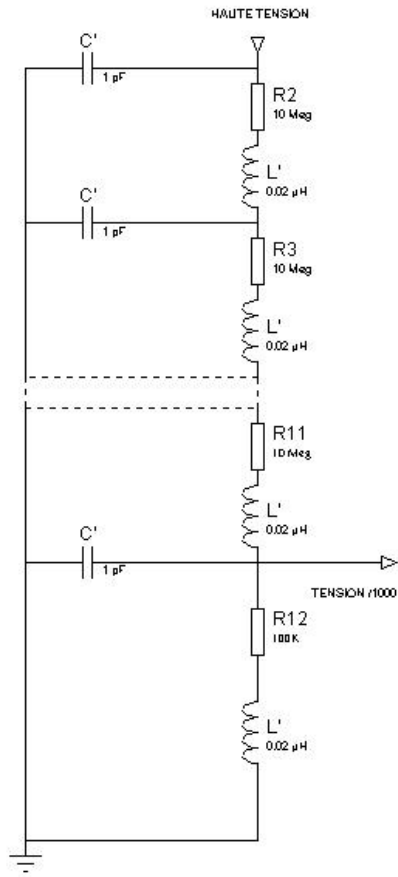 HAUTE TENSION
C'
1 pF
R2
10 Meg
L'
0.02 µH
C'
1 pF
R3
10 Meg
L'
0.02 µH
R11
10 Meg
L'
0.02 µH
C'
1 pF
TENSION /1000
R12
100K
L'
0.02 µH